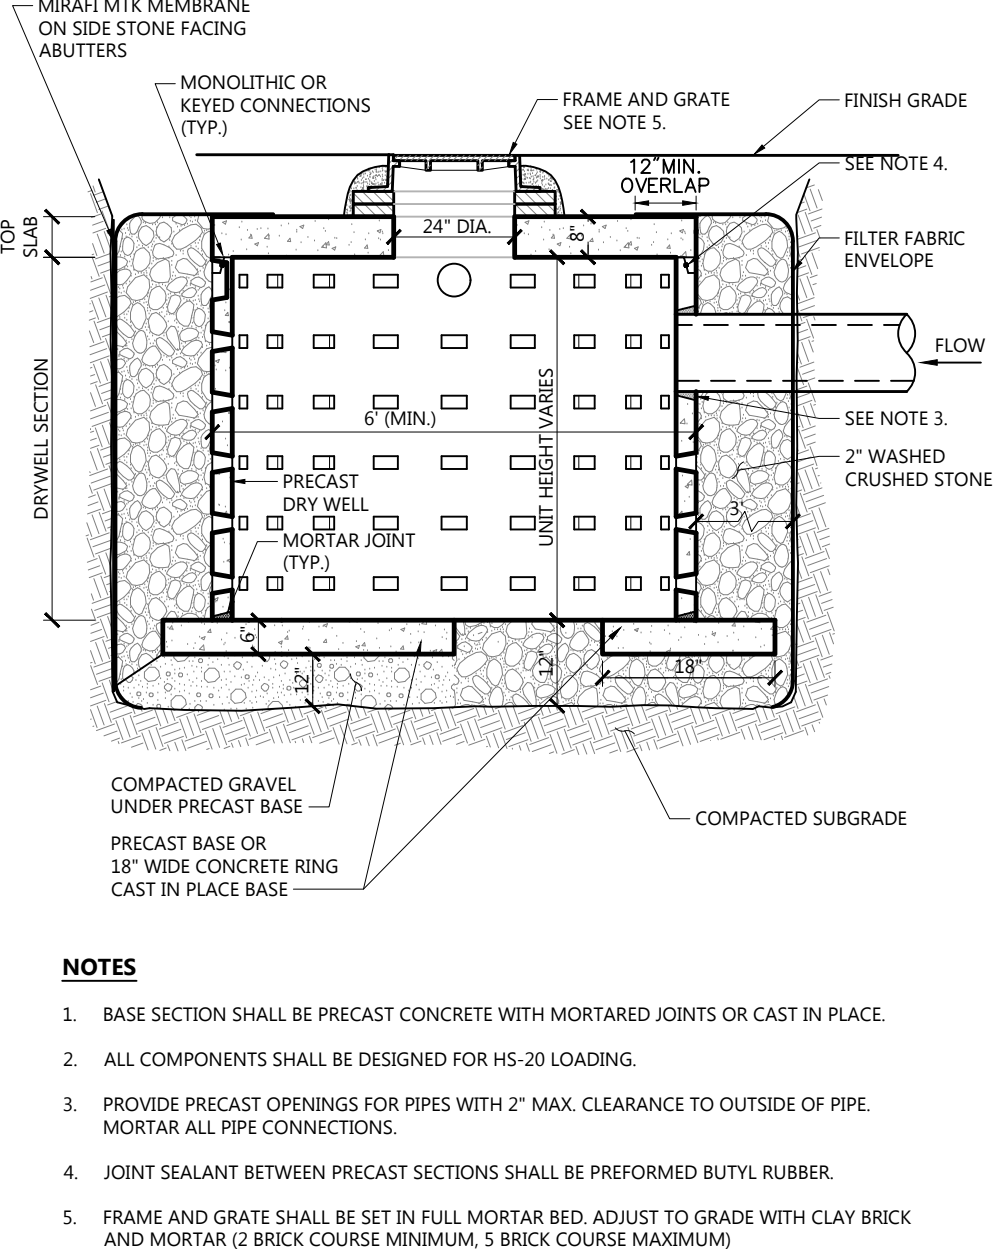 MIRAFI MTK MEMBRANE
ON SIDE STONE FACING
ABUTTERS
MONOLITHIC OR
KEYED CONNECTIONS
(TYP.)
FRAME AND GRATE
SEE NOTE 5.
FINISH GRADE
12"MIN.
OVERLAP
SEE NOTE 4.
TOP
SLAB
24" DIA.
8"
FILTER FABRIC
ENVELOPE
FLOW
DRYWELL SECTION
UNIT HEIGHT VARIES
6' (MIN.)
SEE NOTE 3.
2" WASHED
CRUSHED STONE
PRECAST
DRY WELL
3'
MORTAR JOINT
(TYP.)
6"
12"
12"
18"
COMPACTED GRAVEL
UNDER PRECAST BASE
COMPACTED SUBGRADE
PRECAST BASE OR
18" WIDE CONCRETE RING
CAST IN PLACE BASE
NOTES
1. BASE SECTION SHALL BE PRECAST CONCRETE WITH MORTARED JOINTS OR CAST IN PLACE.
2. ALL COMPONENTS SHALL BE DESIGNED FOR HS-20 LOADING.
3. PROVIDE PRECAST OPENINGS FOR PIPES WITH 2" MAX. CLEARANCE TO OUTSIDE OF PIPE.
MORTAR ALL PIPE CONNECTIONS.
4. JOINT SEALANT BETWEEN PRECAST SECTIONS SHALL BE PREFORMED BUTYL RUBBER.
5. FRAME AND GRATE SHALL BE SET IN FULL MORTAR BED. ADJUST TO GRADE WITH CLAY BRICK
AND MORTAR (2 BRICK COURSE MINIMUM, 5 BRICK COURSE MAXIMUM)